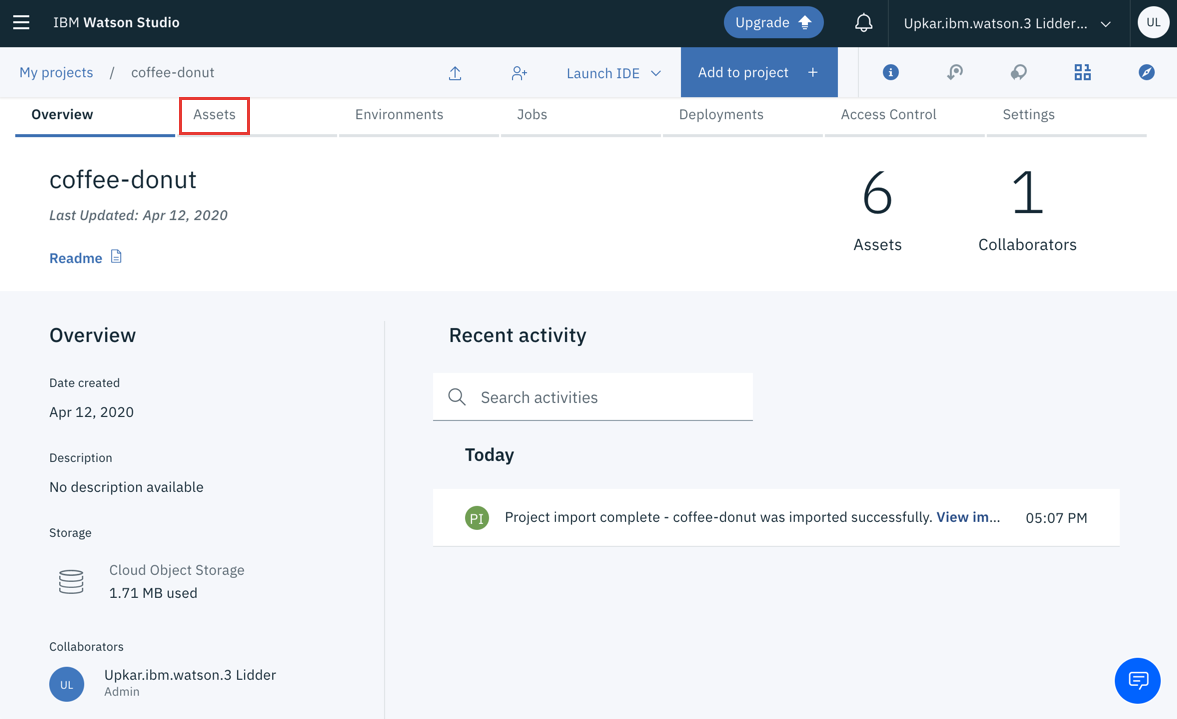 IBM Watson Studio
Upgrade
Upkar.ibm.watson.3 Lidder...
UL
My projects / coffee-donut
Launch IDE
Add to project +
Overview
Assets
Environments
Jobs
Deployments
Access Control
Settings
coffee-donut
Last Updated: Apr 12, 2020
Readme
6
Assets
1
Collaborators
Overview
Date created
Apr 12, 2020
Description
No description available
Storage
Cloud Object Storage
1.71 MB used
Collaborators
UL
Upkar.ibm.watson.3 Lidder
Admin
Recent activity
Search activities
Today
PI
Project import complete - coffee-donut was imported successfully. View im...
05:07 PM